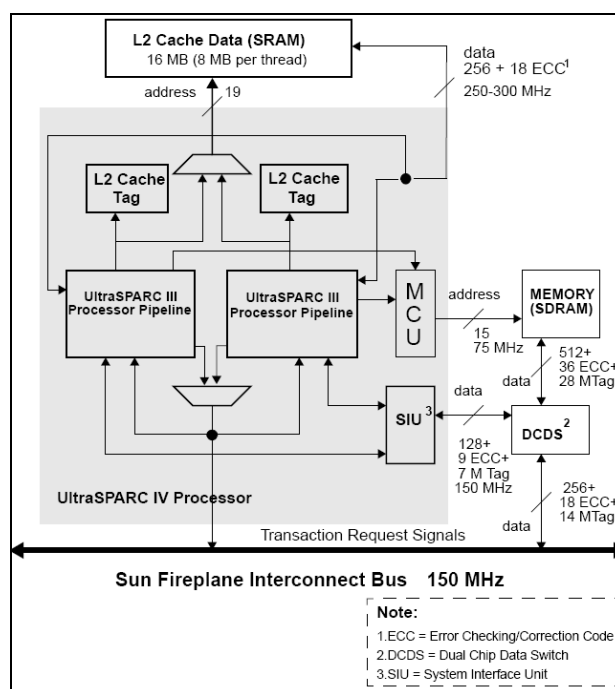 L2 Cache Data (SRAM)
16 MB (8 MB per thread)
data
256 + 18 ECC1
250-300 MHz
address
19
L2 Cache
Tag
L2 Cache
Tag
UltraSPARC III
Processor Pipeline
UltraSPARC III
Processor Pipeline
M
C
U
address
15
75 MHz
MEMORY
(SDRAM)
512+
36 ECC+
28 MTag
data
SIU3
data
128+
9 ECC+
7 M Tag
150 MHz
DCDS2
256+
18 ECC+
14 MTag
data
UltraSPARC IV Processor
Transaction Request Signals
Sun Fireplane Interconnect Bus 150 MHz
Note:
1.ECC = Error Checking/Correction Code
2.DCDS = Dual Chip Data Switch
3.SIU = System Interface Unit